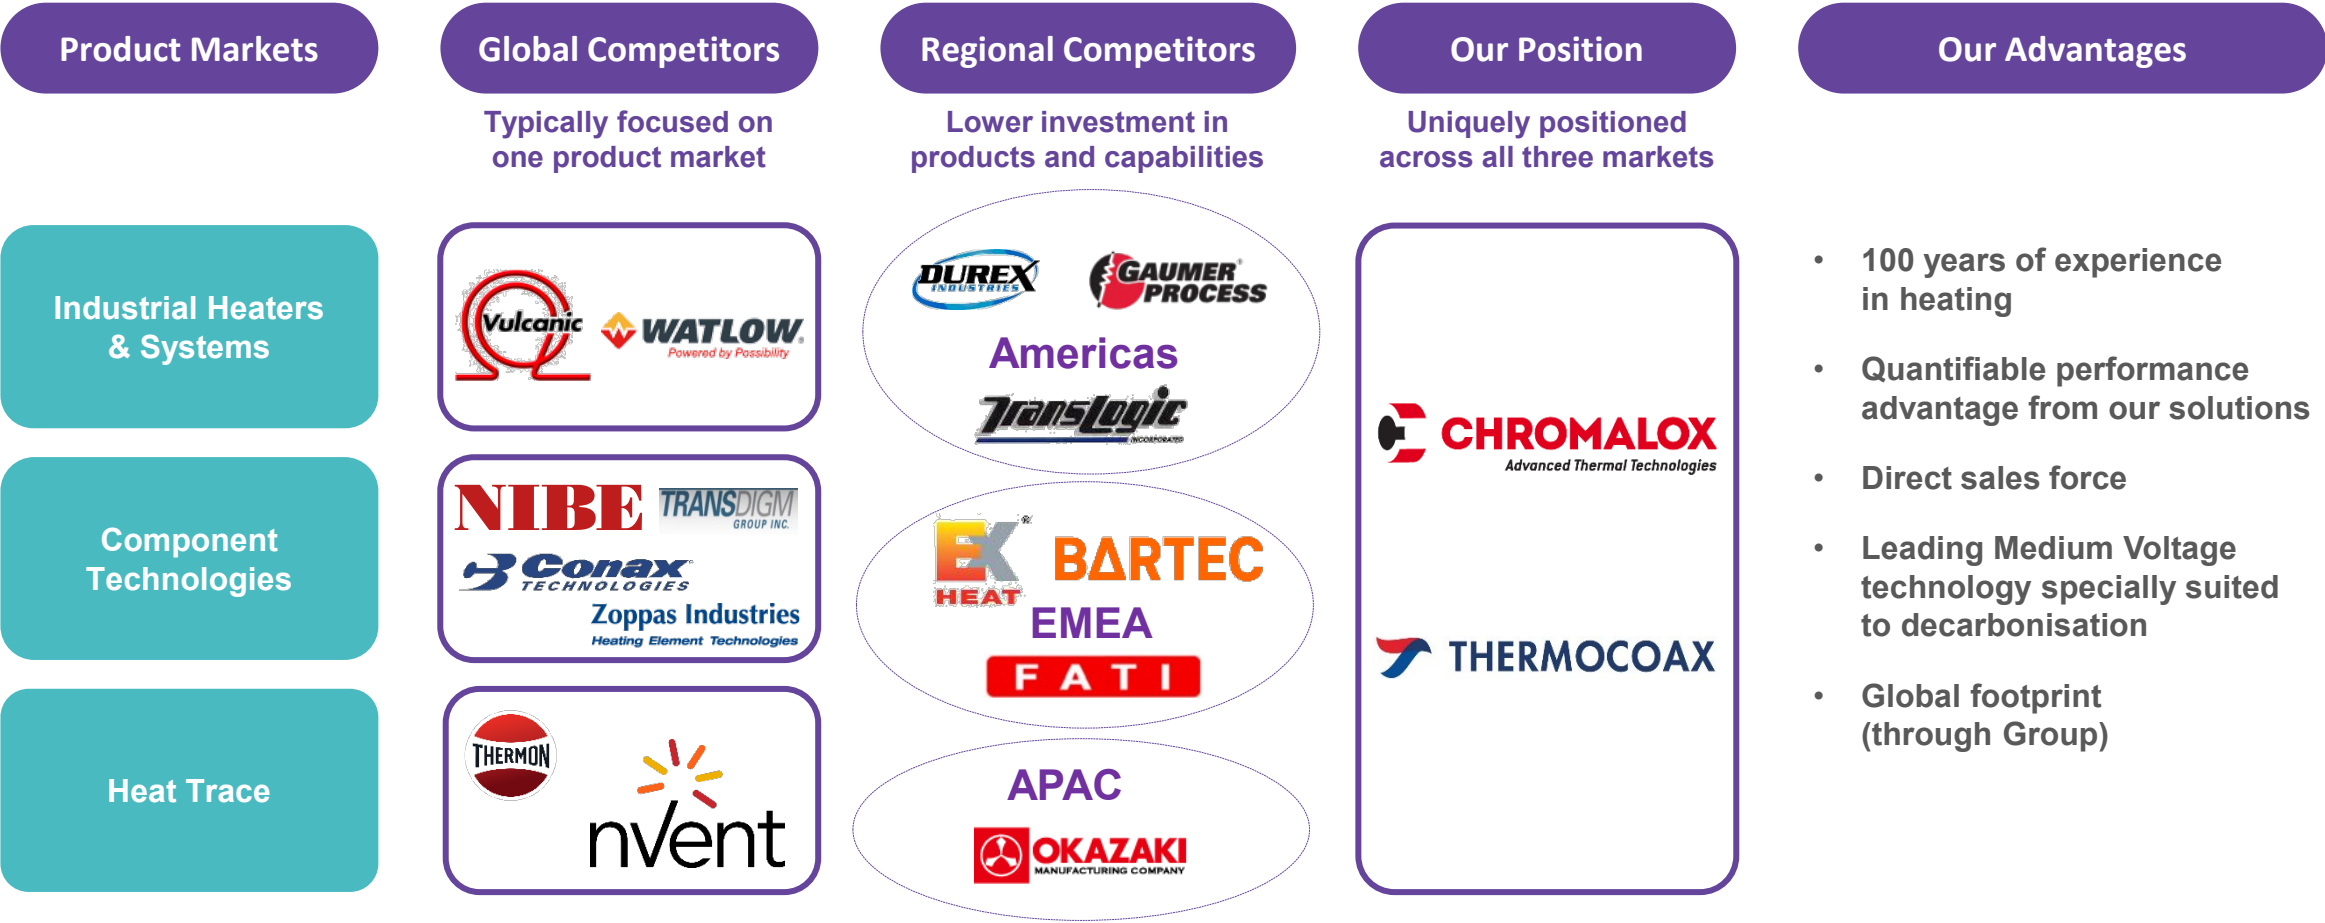 Product Markets
Global Competitors
Regional Competitors
Our Position
Our Advantages
Typically focused on
one product market
Lower investment in
products and capabilities
Uniquely positioned
across all three markets
Industrial Heaters
& Systems
Vulcanic
WATLOW
Powered by Possibility
DUREX
INDUSTRIES
GAUMER
PROCESS
Americas
TransLogic
INCORPORATED
Component
Technologies
NIBE
TRANSDIGM
GROUP INC.
Conax
TECHNOLOGIES
Zoppas Industries
Heating Element Technologies
EK
HEAT
BARTEC
EMEA
FATI
Heat Trace
THERMON
nVent
APAC
OKAZAKI
MANUFACTURING COMPANY
CHROMALOX
Advanced Thermal Technologies
THERMOCOAX
• 100 years of experience
in heating
• Quantifiable performance
advantage from our solutions
• Direct sales force
• Leading Medium Voltage
technology specially suited
to decarbonisation
• Global footprint
(through Group)